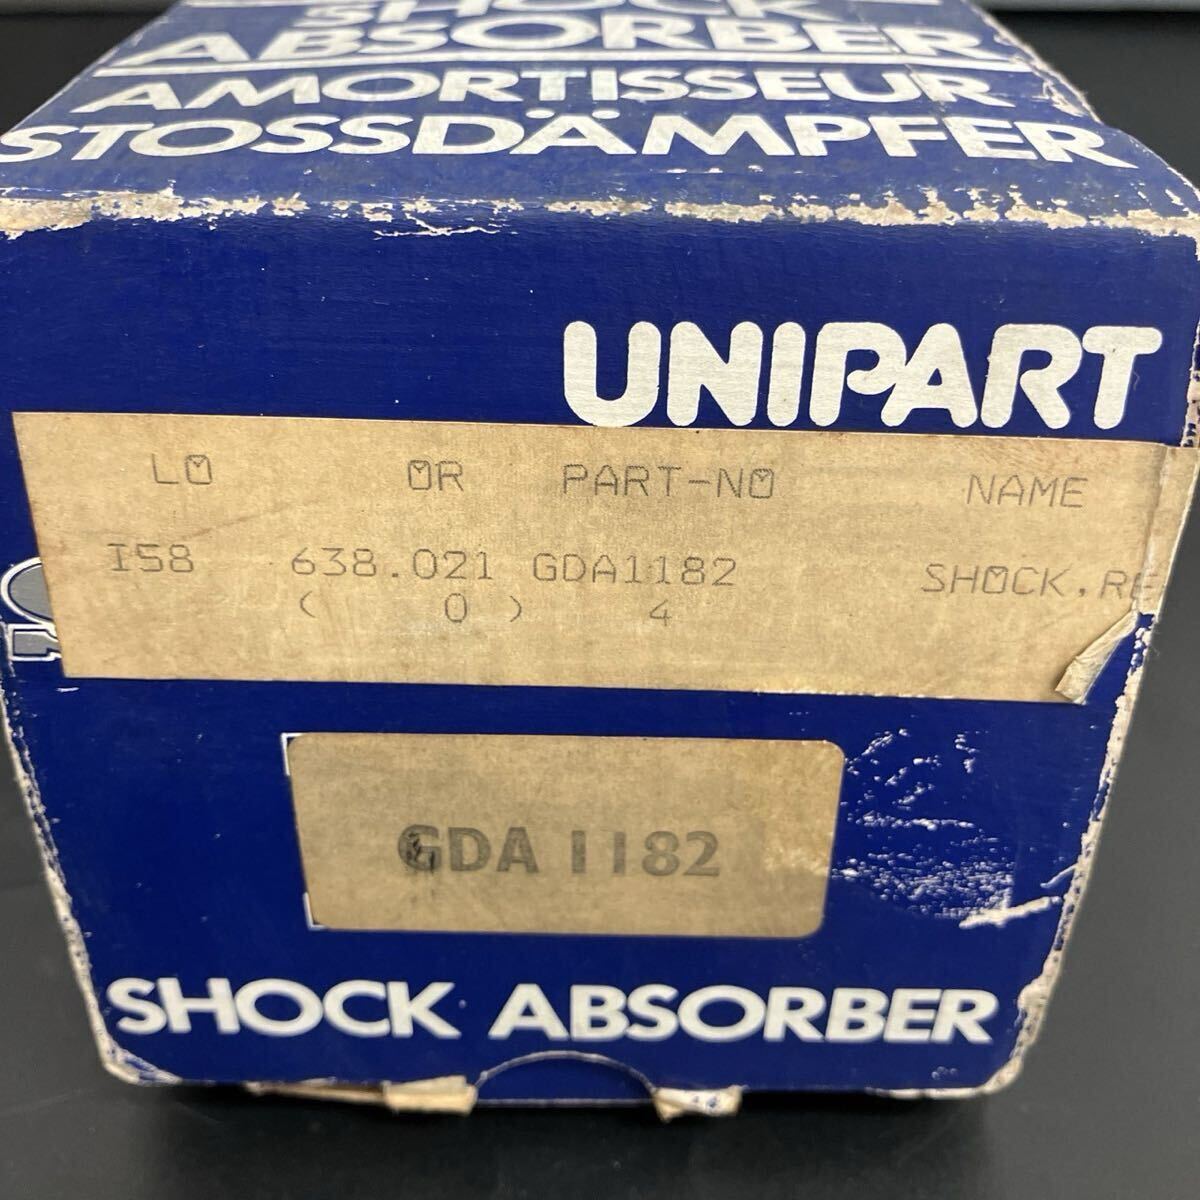 SHOCK
ABSORBER
AMORTISSEUR
STOSSDÄMPFER
UNIPART
LO OR PART-NO NAME
I58 638.021 GDA1182 SHOCK,RE
( 0 ) 4
GDA 1182
SHOCK ABSORBER